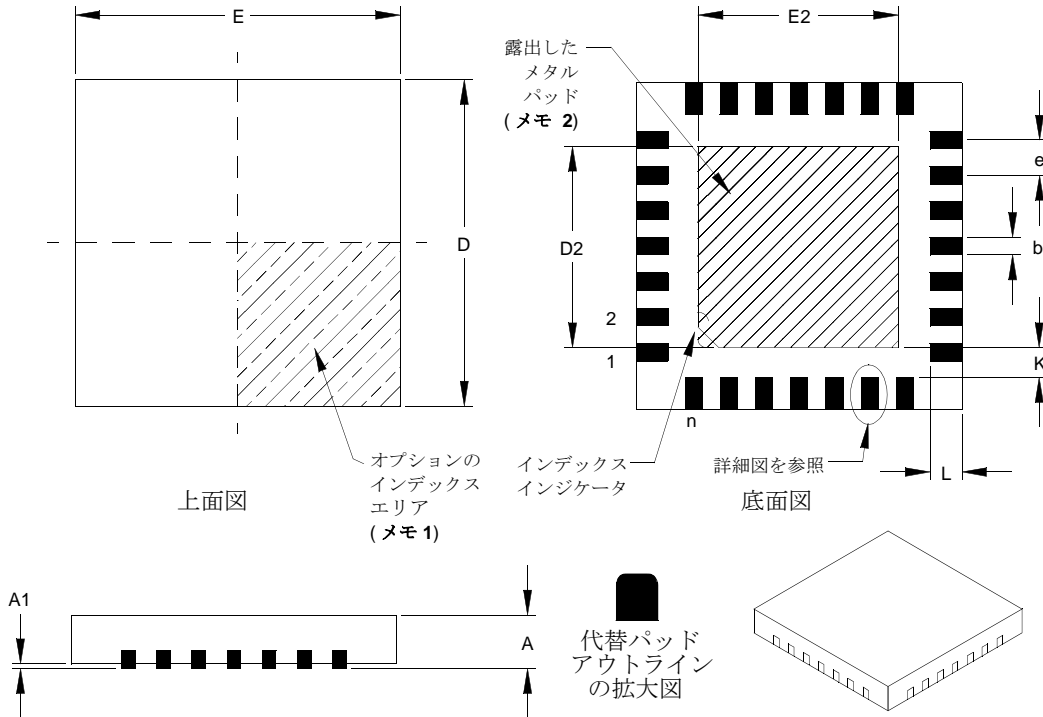 E
D
オプションの
インデックス
エリア
(メモ 1)
上面図
E2
露出した
メタル
パッド
(メモ 2)
D2
2
1
n
e
b
K
L
インデックス
インジケータ
詳細図を参照
底面図
A1
A
代替パッド
アウトライン
の拡大図